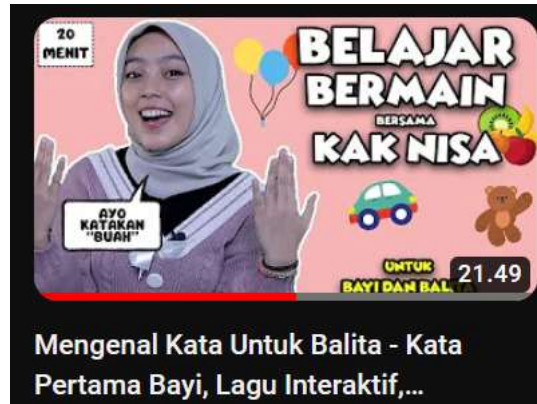 20
MENIT
BELAJAR
BERMAIN
BERSAMA
KAK NISA
AYO
KATAKAN
"BUAH"
UNTUK
BAYI DAN BAL
21.49
Mengenal Kata Untuk Balita - Kata
Pertama Bayi, Lagu Interaktif,...